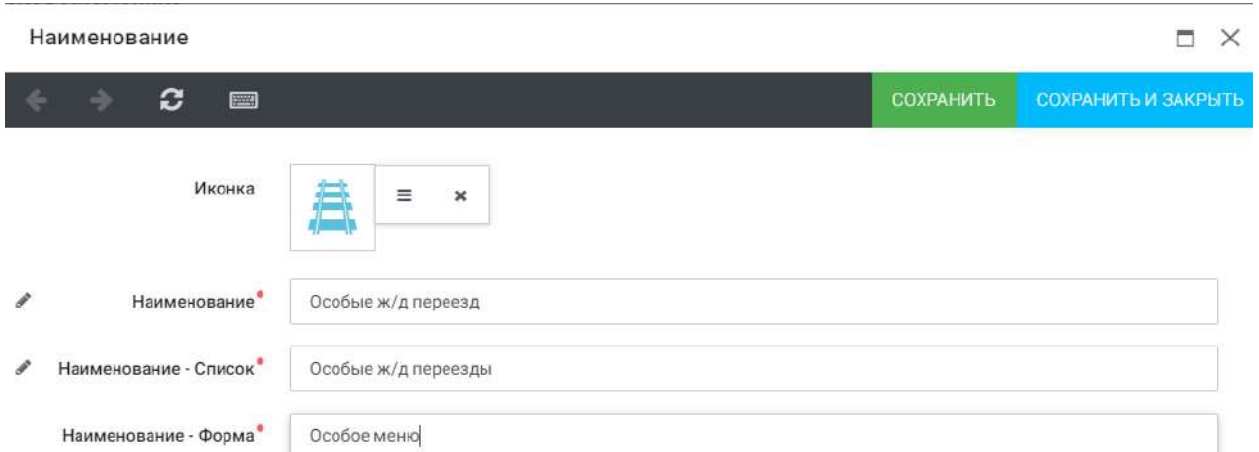 Наименование
СОХРАНИТЬ СОХРАНИТЬ И ЗАКРЫТЬ
Иконка
Наименование Особые ж/д переезд
Наименование - Список Особые ж/д переезды
Наименование - Форма Особое меню